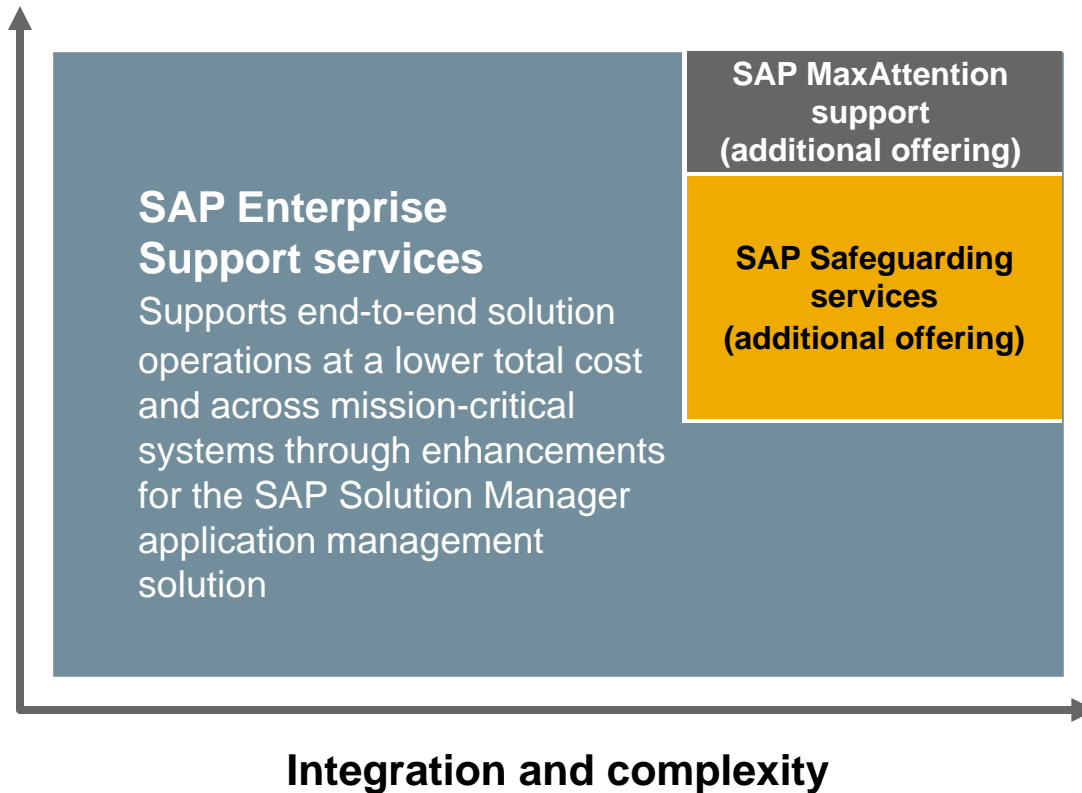 SAP MaxAttention
support
(additional offering)
SAP Enterprise
Support services
Supports end-to-end solution
operations at a lower total cost
and across mission-critical
systems through enhancements
for the SAP Solution Manager
application management
solution
SAP Safeguarding
services
(additional offering)
Integration and complexity